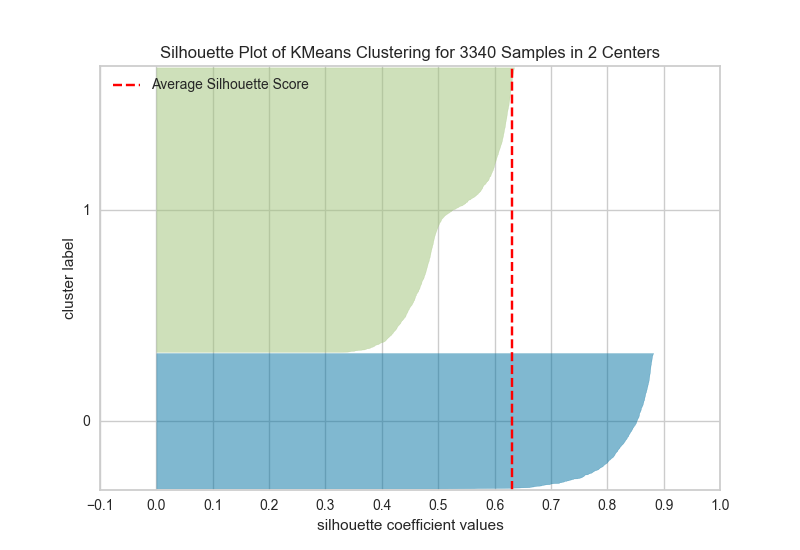 Silhouette Plot of KMeans Clustering for 3340 Samples in 2 Centers
Average Silhouette Score
cluster label
1
0
−0.1 0.0 0.1 0.2 0.3 0.4 0.5 0.6 0.7 0.8 0.9 1.0
silhouette coefficient values